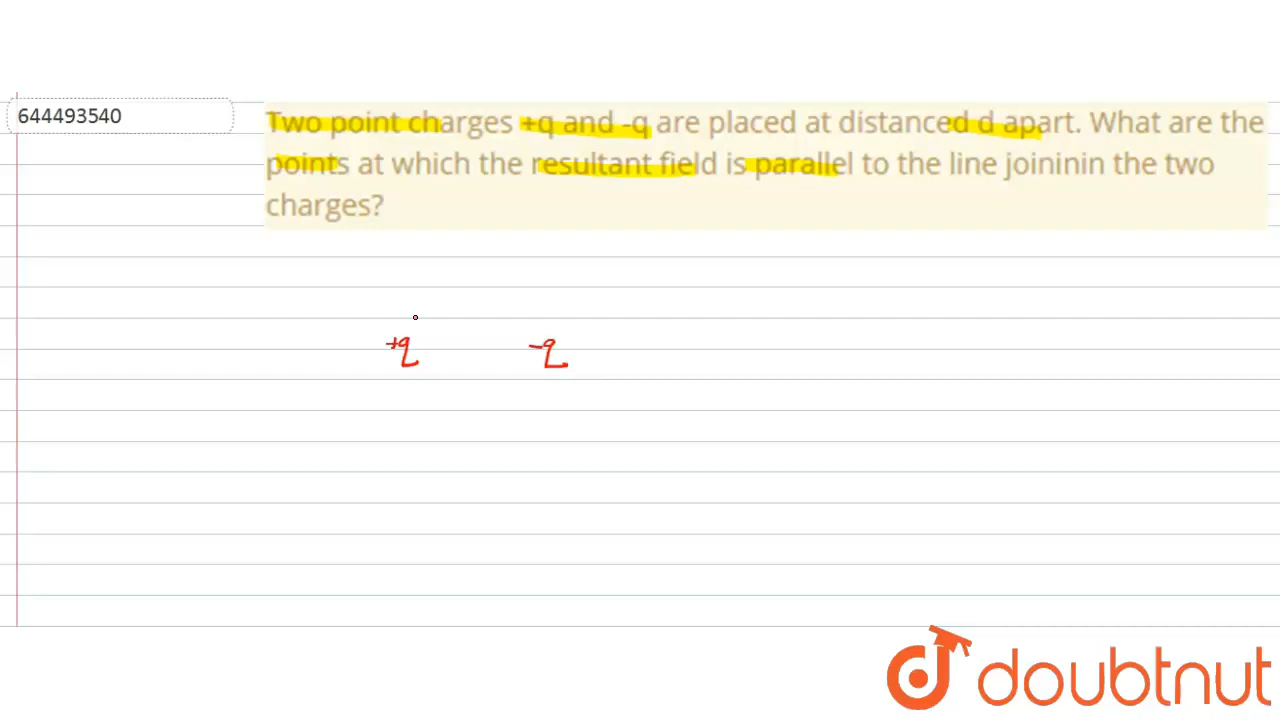 644493540
Two point charges +q and -q are placed at distanced d apart. What are the
points at which the resultant field is parallel to the line joininin the two
charges?
+q -q
doubtnut